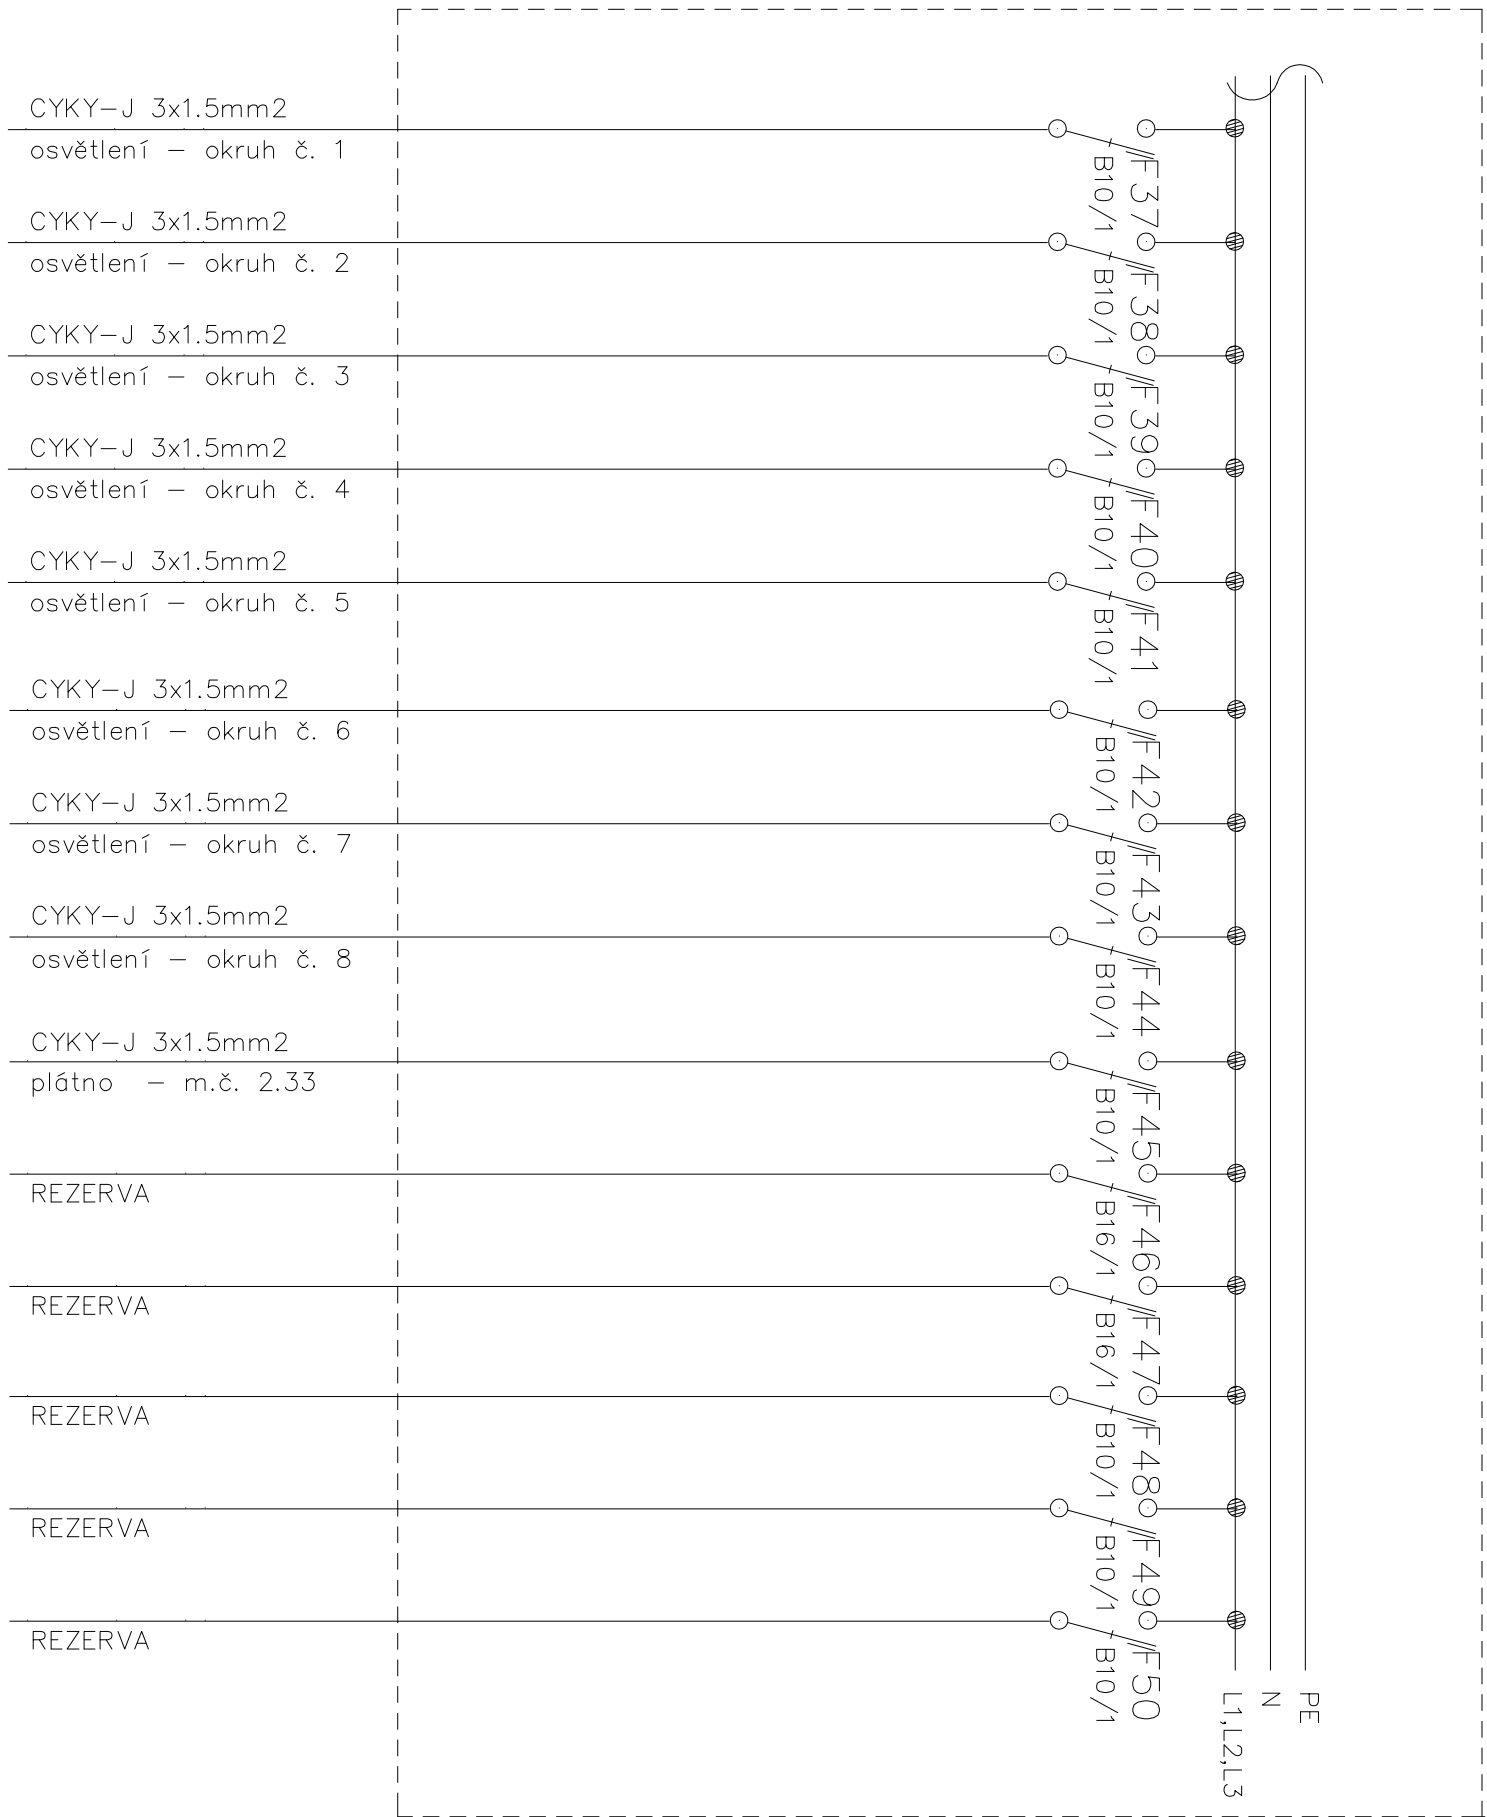 CYKY-J 3x1.5mm2
osvětlení - okruh č. 1
F37
B10/1
CYKY-J 3x1.5mm2
osvětlení - okruh č. 2
F38
B10/1
CYKY-J 3x1.5mm2
osvětlení - okruh č. 3
F39
B10/1
CYKY-J 3x1.5mm2
osvětlení - okruh č. 4
F40
B10/1
CYKY-J 3x1.5mm2
osvětlení - okruh č. 5
F41
B10/1
CYKY-J 3x1.5mm2
osvětlení - okruh č. 6
F42
B10/1
CYKY-J 3x1.5mm2
osvětlení - okruh č. 7
F43
B10/1
CYKY-J 3x1.5mm2
osvětlení - okruh č. 8
F44
B10/1
CYKY-J 3x1.5mm2
plátno - m.č. 2.33
F45
B10/1
REZERVA
F46
B16/1
REZERVA
F47
B16/1
REZERVA
F48
B10/1
REZERVA
F49
B10/1
REZERVA
F50
B10/1
PE
N
L1,L2,L3